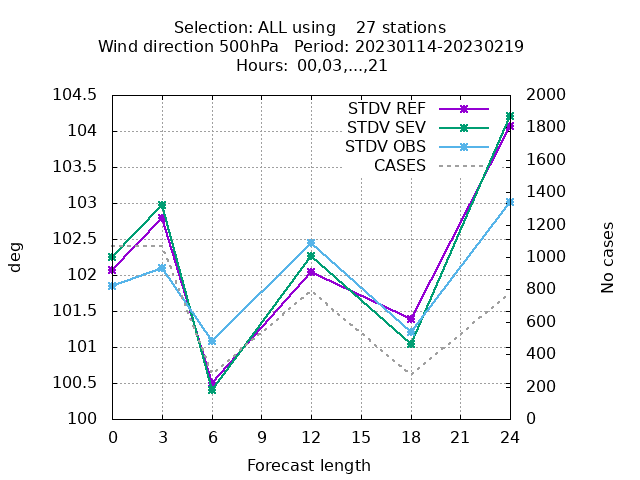 Selection: ALL using    27 stations
Wind direction 500hPa   Period: 20230114-20230219
Hours: 00,03,...,21
104.5
104
103.5
103
102.5
102
101.5
101
100.5
100
2000
1800
1600
1400
1200
1000
800
600
400
200
0
STDV REF
STDV SEV
STDV OBS
CASES
deg
No cases
0 3 6 9 12 15 18 21 24
Forecast length